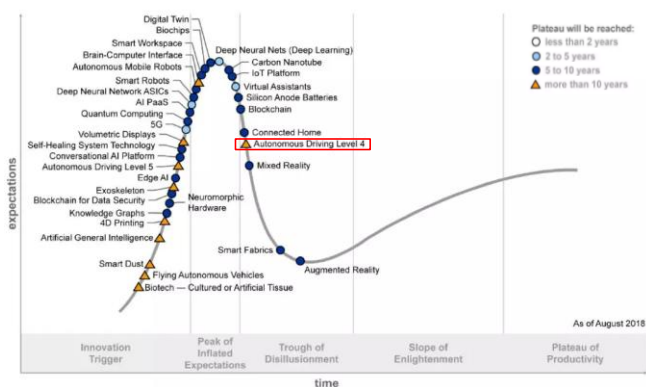 Digital Twin
Biochips
Smart Workspace
Brain-Computer Interface
Autonomous Mobile Robots
Smart Robots
Deep Neural Network ASICs
AI PaaS
Quantum Computing
5G
Volumetric Displays
Self-Healing System Technology
Conversational AI Platform
Autonomous Driving Level 5
Edge AI
Exoskeleton
Blockchain for Data Security
Neuromorphic
Hardware
Knowledge Graphs
4D Printing
Artificial General Intelligence
Smart Dust
Flying Autonomous Vehicles
Biotech — Cultured or Artificial Tissue
Deep Neural Nets (Deep Learning)
Carbon Nanotube
IoT Platform
Virtual Assistants
Silicon Anode Batteries
Blockchain
Connected Home
Autonomous Driving Level 4
Mixed Reality
Smart Fabrics
Augmented Reality
Plateau will be reached:
less than 2 years
2 to 5 years
5 to 10 years
more than 10 years
expectations
As of August 2018
Innovation
Trigger
Peak of
Inflated
Expectations
Trough of
Disillusionment
Slope of
Enlightenment
Plateau of
Productivity
time